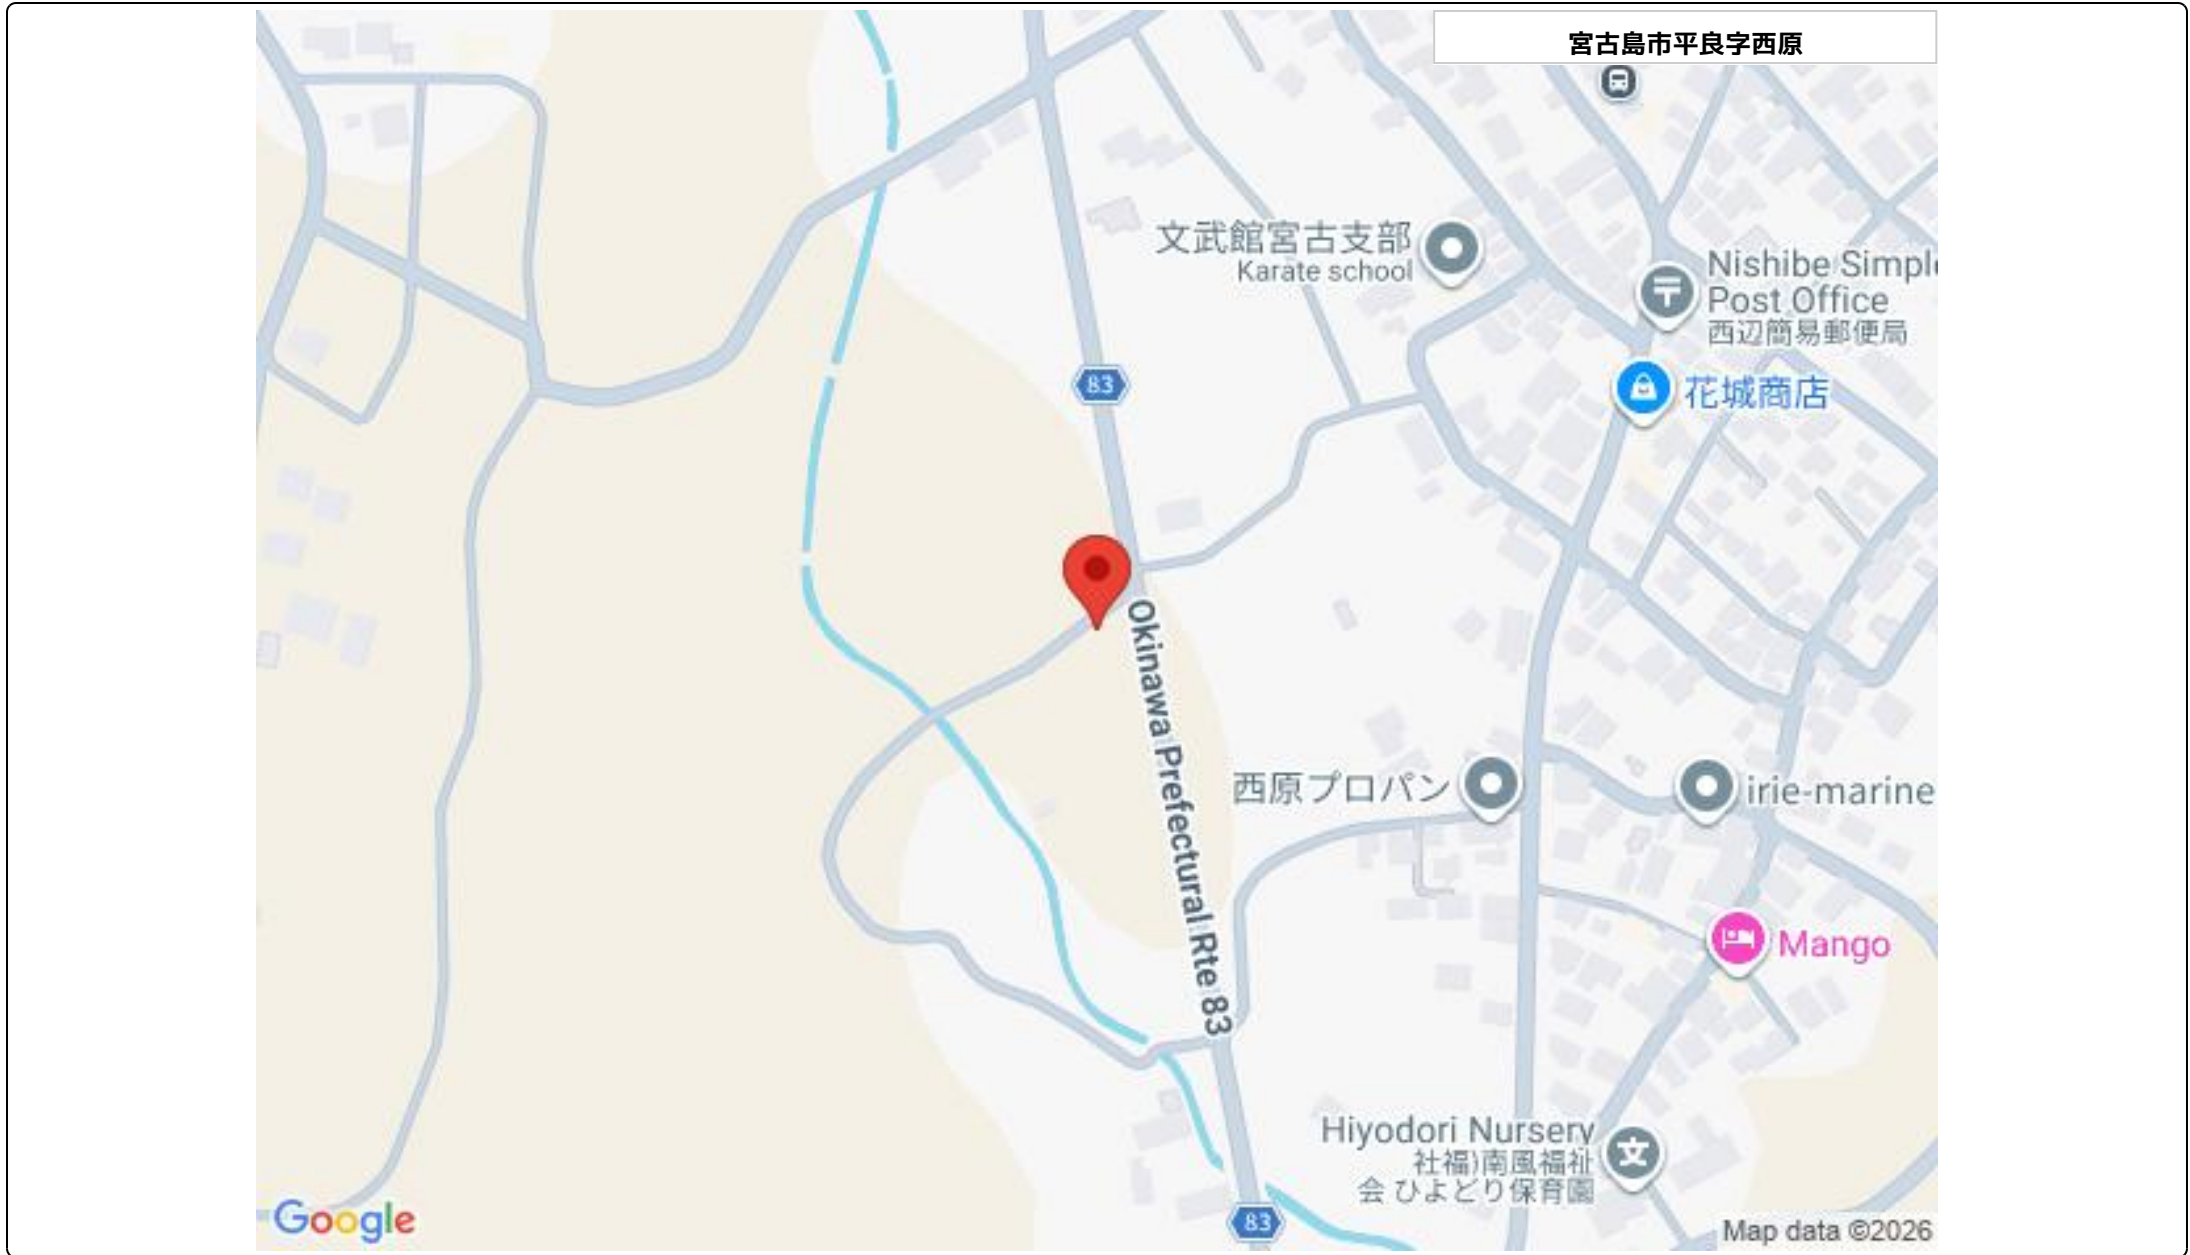 宮古島市平良字西原
文武館宮古支部
Karate school
Nishibe Simple
Post Office
西辺簡易郵便局
83
花城商店
Okinawa Prefectural Rte 83
西原プロパン
irie-marine
Mango
Hiyodori Nursery
社福)南風福祉
会 ひよどり保育園
83
Google
Map data ©2026